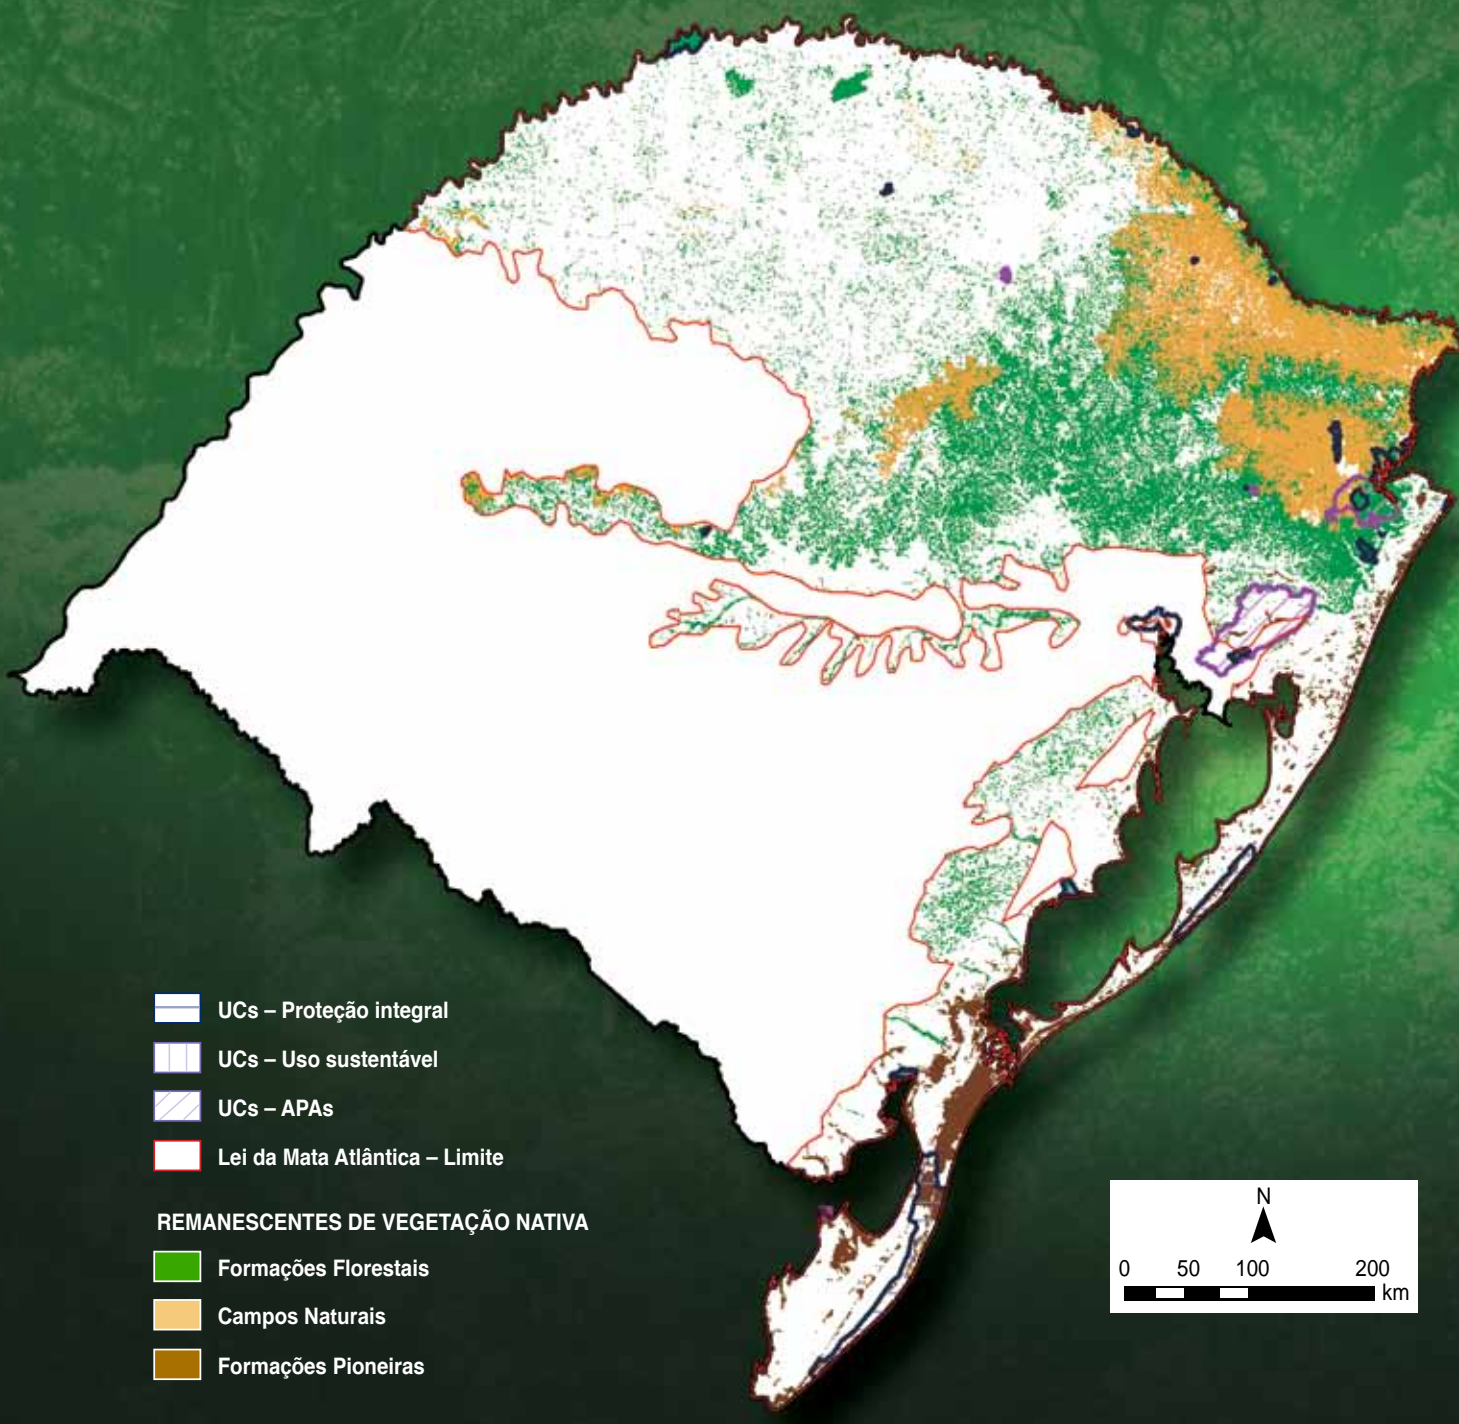 UCs – Proteção integral
UCs – Uso sustentável
UCs – APAs
Lei da Mata Atlântica – Limite
REMANESCENTES DE VEGETAÇÃO NATIVA
Formações Florestais
Campos Naturais
Formações Pioneiras
N
0 50 100 200
km